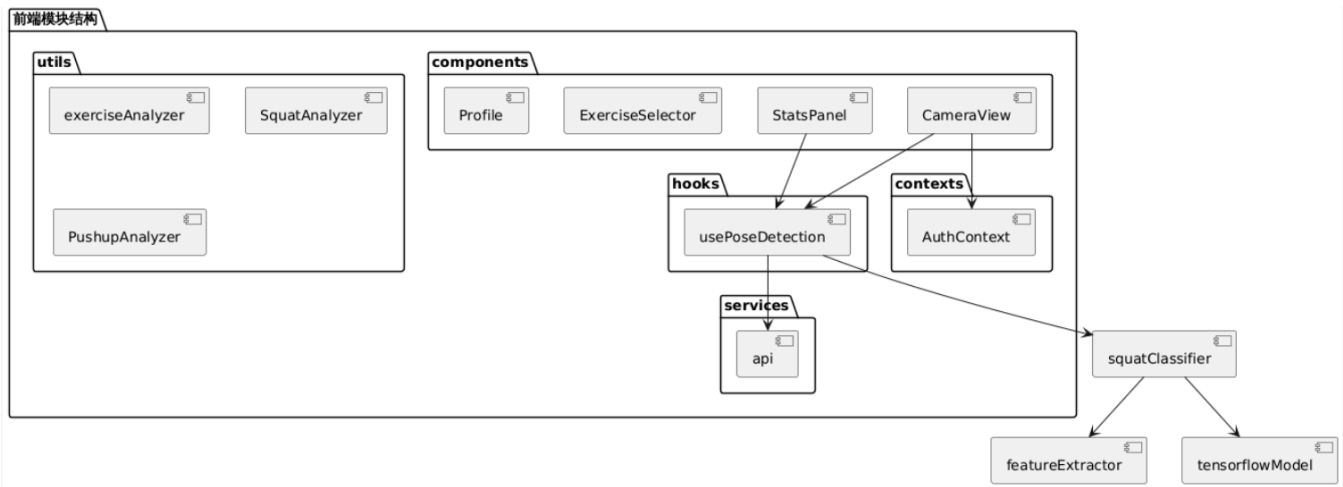 前端模块结构
utils
components
exerciseAnalyzer
SquatAnalyzer
Profile
ExerciseSelector
StatsPanel
CameraView
hooks
contexts
PushupAnalyzer
usePoseDetection
AuthContext
services
api
squatClassifier
featureExtractor
tensorflowModel